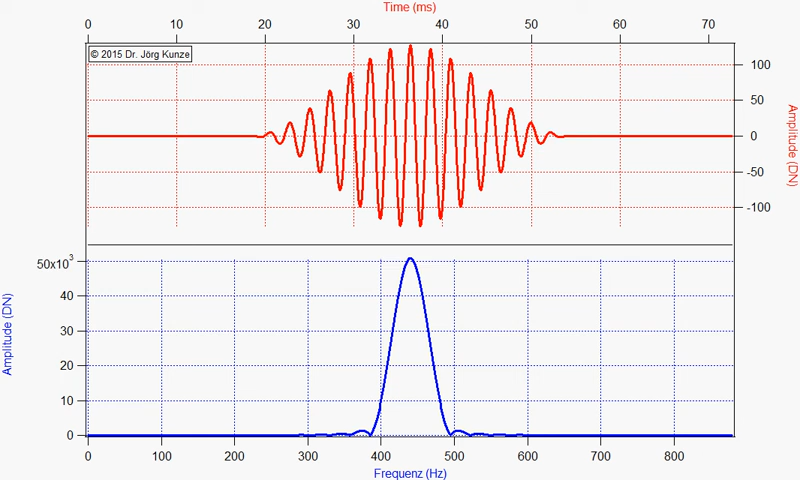 Time (ms)
0 10 20 30 40 50 60 70
© 2015 Dr. Jörg Kunze
100
50
0
-50
-100
Amplitude (DN)
50x10³
40
30
20
10
0
Amplitude (DN)
0 100 200 300 400 500 600 700 800
Frequenz (Hz)